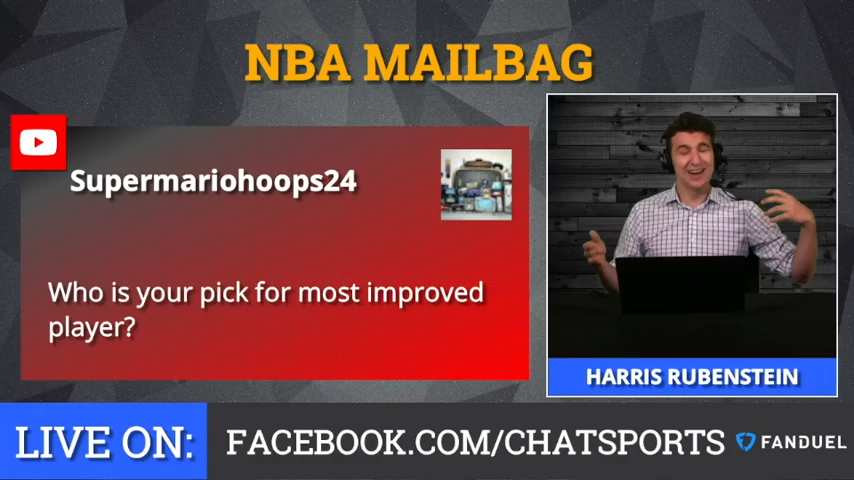 NBA MAILBAG
Supermariohoops24
Who is your pick for most improved
player?
HARRIS RUBENSTEIN
LIVE ON:
FACEBOOK.COM/CHATSPORTS
FANDUEL